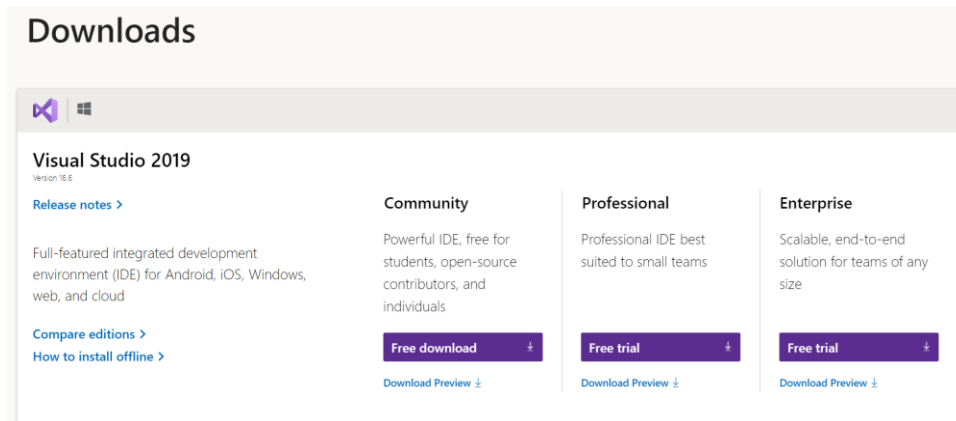 Downloads
Visual Studio 2019
Version 16.6
Release notes >
Full-featured integrated development
environment (IDE) for Android, iOS, Windows,
web, and cloud
Compare editions >
How to install offline >
Community
Powerful IDE, free for
students, open-source
contributors, and
individuals
Free download
Download Preview
Professional
Professional IDE best
suited to small teams
Free trial
Download Preview
Enterprise
Scalable, end-to-end
solution for teams of any
size
Free trial
Download Preview